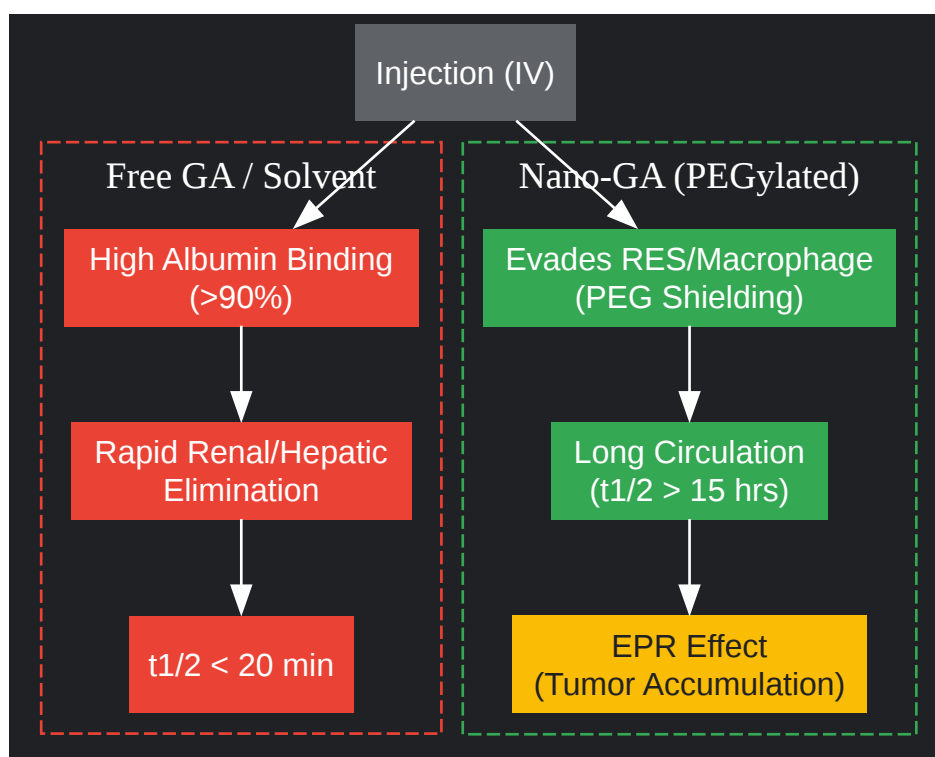 Injection (IV)
Free GA / Solvent
High Albumin Binding
(>90%)
Rapid Renal/Hepatic
Elimination
t1/2 < 20 min
Nano-GA (PEGylated)
Evades RES/Macrophage
(PEG Shielding)
Long Circulation
(t1/2 > 15 hrs)
EPR Effect
(Tumor Accumulation)